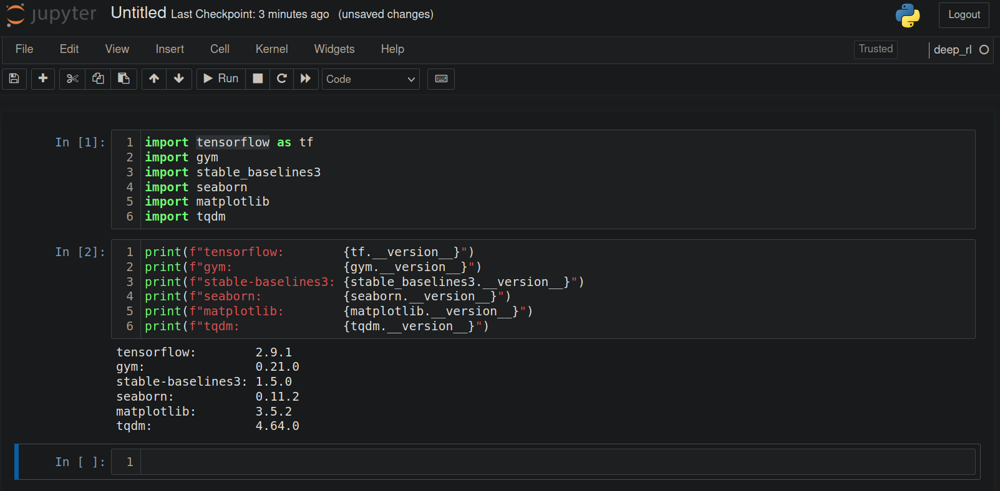 jupyter Untitled Last Checkpoint: 3 minutes ago (unsaved changes) Logout
File Edit View Insert Cell Kernel Widgets Help Trusted deep_rl
Run Code
In [1]: 1 import tensorflow as tf
2 import gym
3 import stable_baselines3
4 import seaborn
5 import matplotlib
6 import tqdm
In [2]: 1 print(f"tensorflow:        {tf.__version__}")
2 print(f"gym:               {gym.__version__}")
3 print(f"stable-baselines3: {stable_baselines3.__version__}")
4 print(f"seaborn:           {seaborn.__version__}")
5 print(f"matplotlib:        {matplotlib.__version__}")
6 print(f"tqdm:              {tqdm.__version__}")
tensorflow:        2.9.1
gym:               0.21.0
stable-baselines3: 1.5.0
seaborn:           0.11.2
matplotlib:        3.5.2
tqdm:              4.64.0
In [ ]: 1